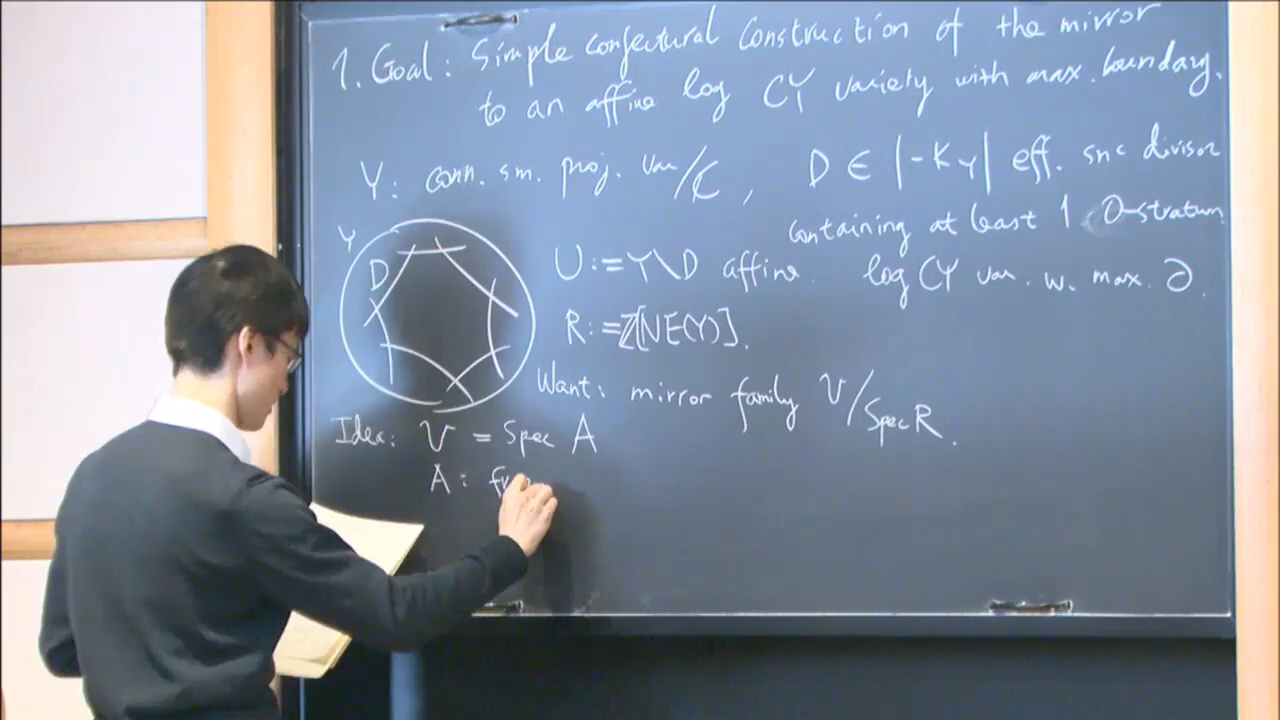 1. Goal: Simple conjectural construction of the mirror
to an affine log CY variety with max. boundary.
Y: conn. sm. proj. var/ℂ, D ∈ |-K_Y| eff. snc divisor
containing at least 1 0-stratum
Y
D
U := Y\D affine. log CY var. w. max. ∂.
R := ℤ[NE(Y)].
Want: mirror family V/Spec R.
Idea: V = Spec A
A: